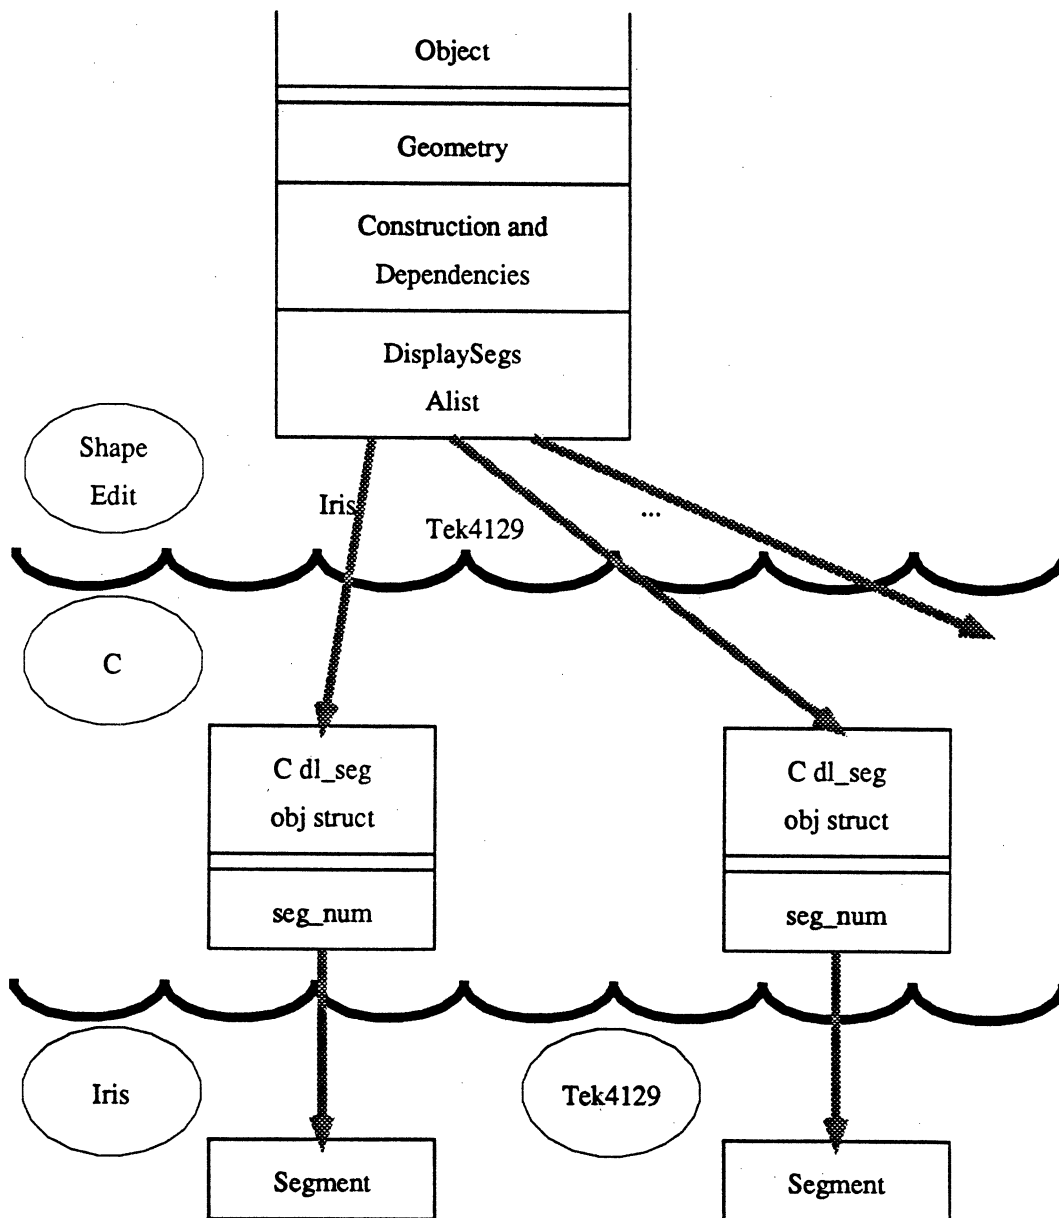 Object
Geometry
Construction and
Dependencies
DisplaySegs
Alist
Shape
Edit
Iris
Tek4129
...
C
C dl_seg
obj struct
seg_num
C dl_seg
obj struct
seg_num
Iris
Tek4129
Segment
Segment